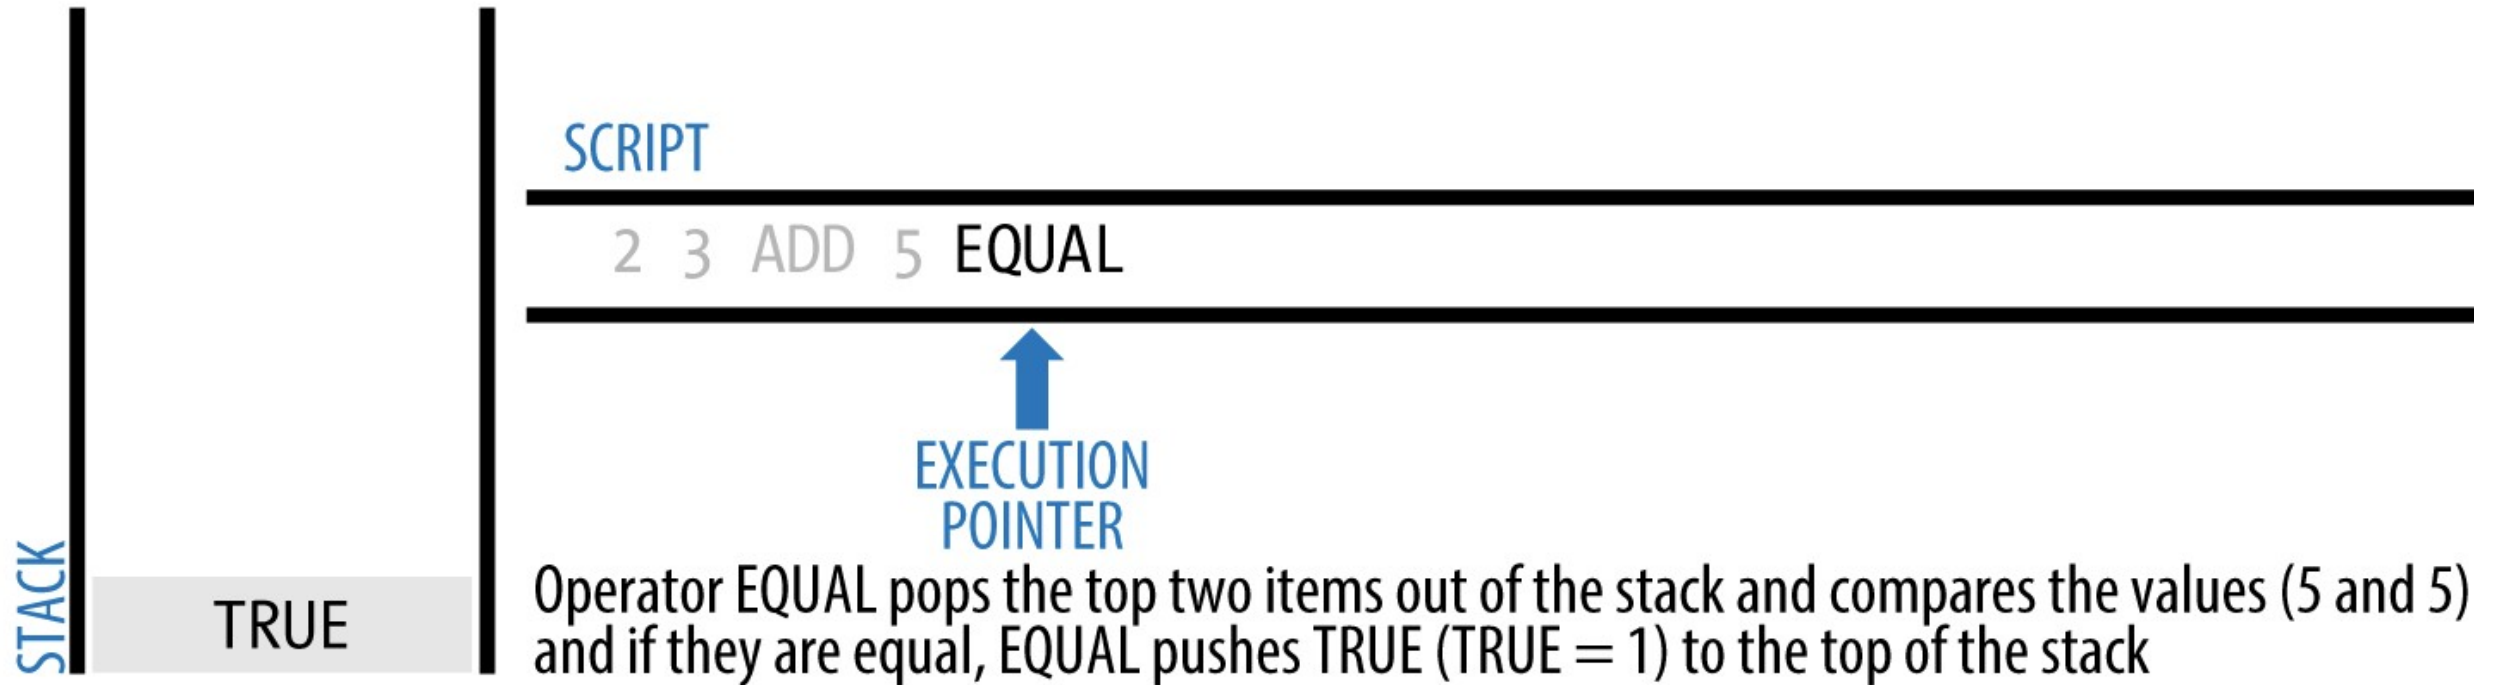 SCRIPT
2 3 ADD 5 EQUAL
EXECUTION
POINTER
STACK
TRUE
Operator EQUAL pops the top two items out of the stack and compares the values (5 and 5)
and if they are equal, EQUAL pushes TRUE (TRUE = 1) to the top of the stack